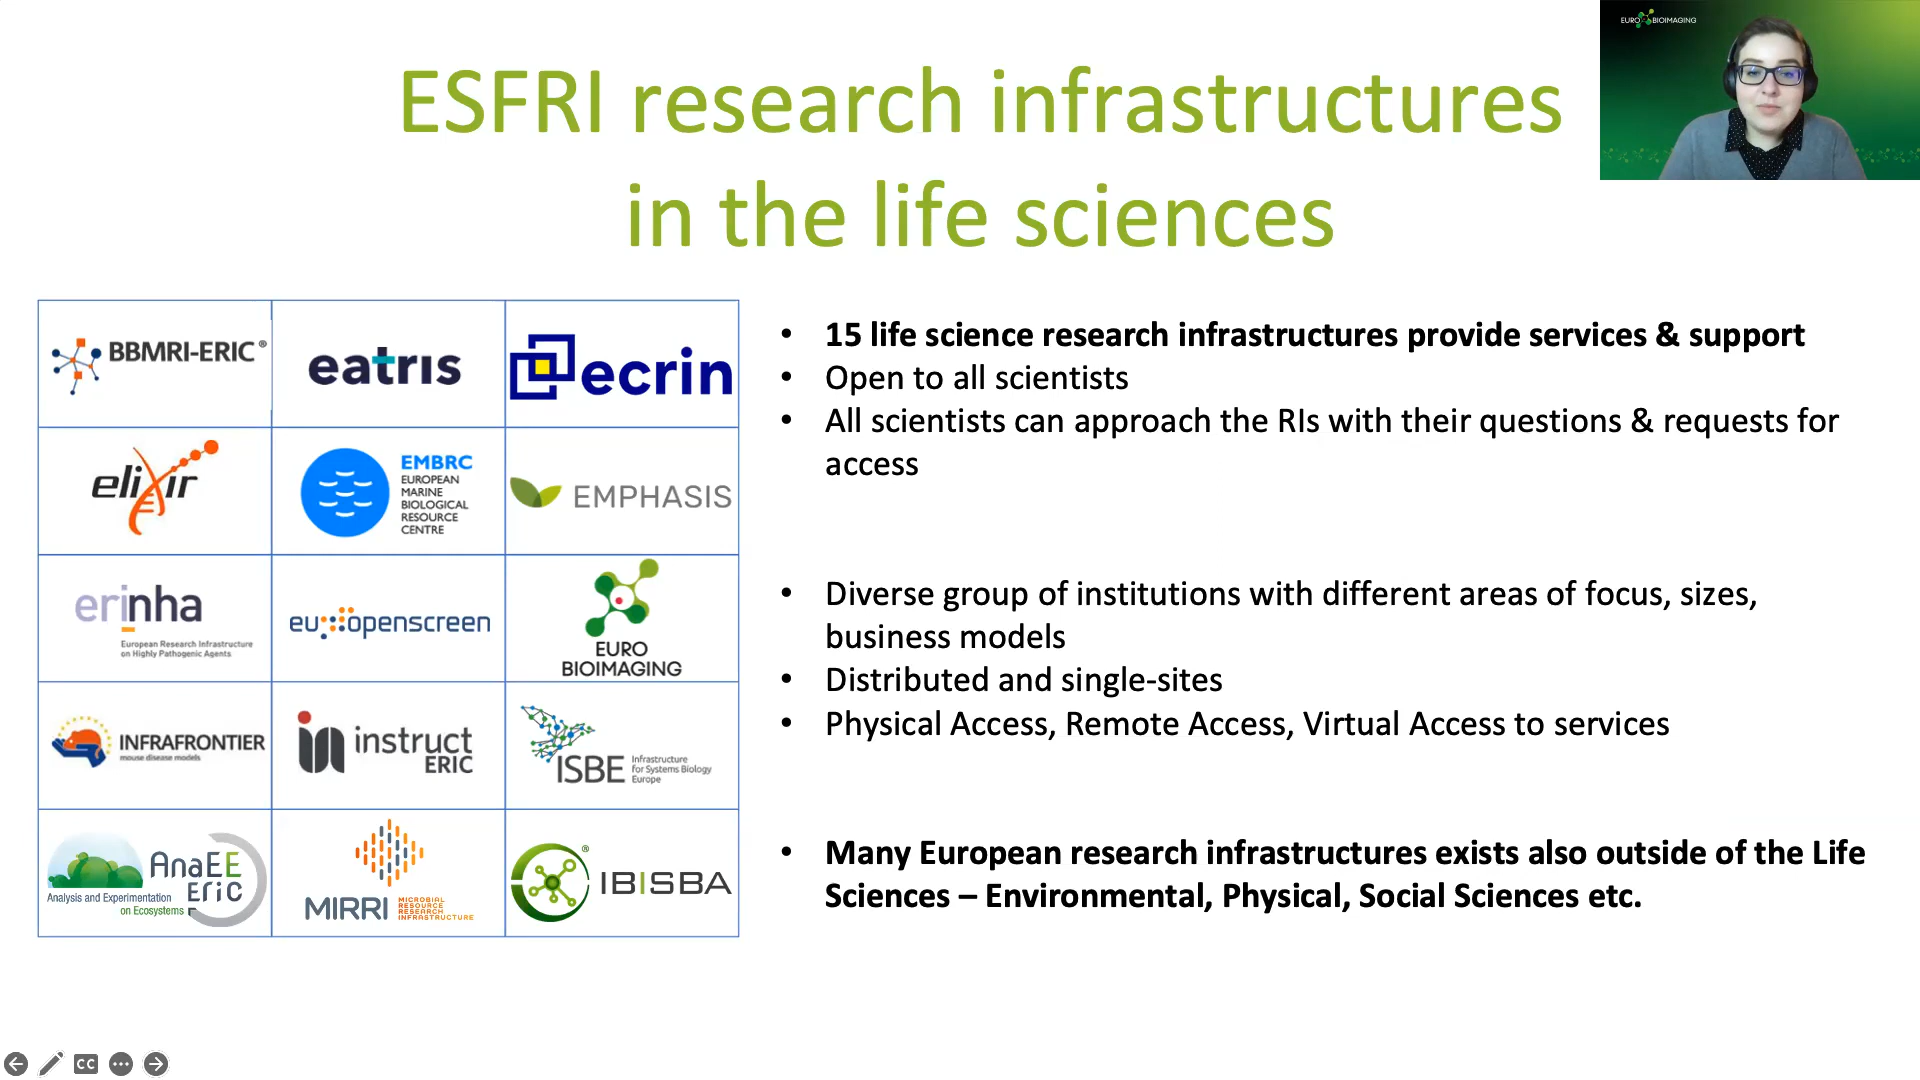 EURO BIOIMAGING
ESFRI research infrastructures
in the life sciences
BBMRI-ERIC®
eatris
ecrin
elixir
EMBRC
EUROPEAN
MARINE
BIOLOGICAL
RESOURCE
CENTRE
EMPHASIS
erinha
European Research Infrastructure
on Highly Pathogenic Agents
eu openscreen
EURO
BIOIMAGING
INFRAFRONTIER
mouse disease models
instruct
ERIC
ISBE
Infrastructure
for Systems Biology
Europe
AnaEE
Eric
Analysis and Experimentation
on Ecosystems
MIRRI
MICROBIAL
RESOURCE
RESEARCH
INFRASTRUCTURE
IBISBA
®
• 15 life science research infrastructures provide services & support
• Open to all scientists
• All scientists can approach the RIs with their questions & requests for
access
• Diverse group of institutions with different areas of focus, sizes,
business models
• Distributed and single-sites
• Physical Access, Remote Access, Virtual Access to services
• Many European research infrastructures exists also outside of the Life
Sciences – Environmental, Physical, Social Sciences etc.
CC